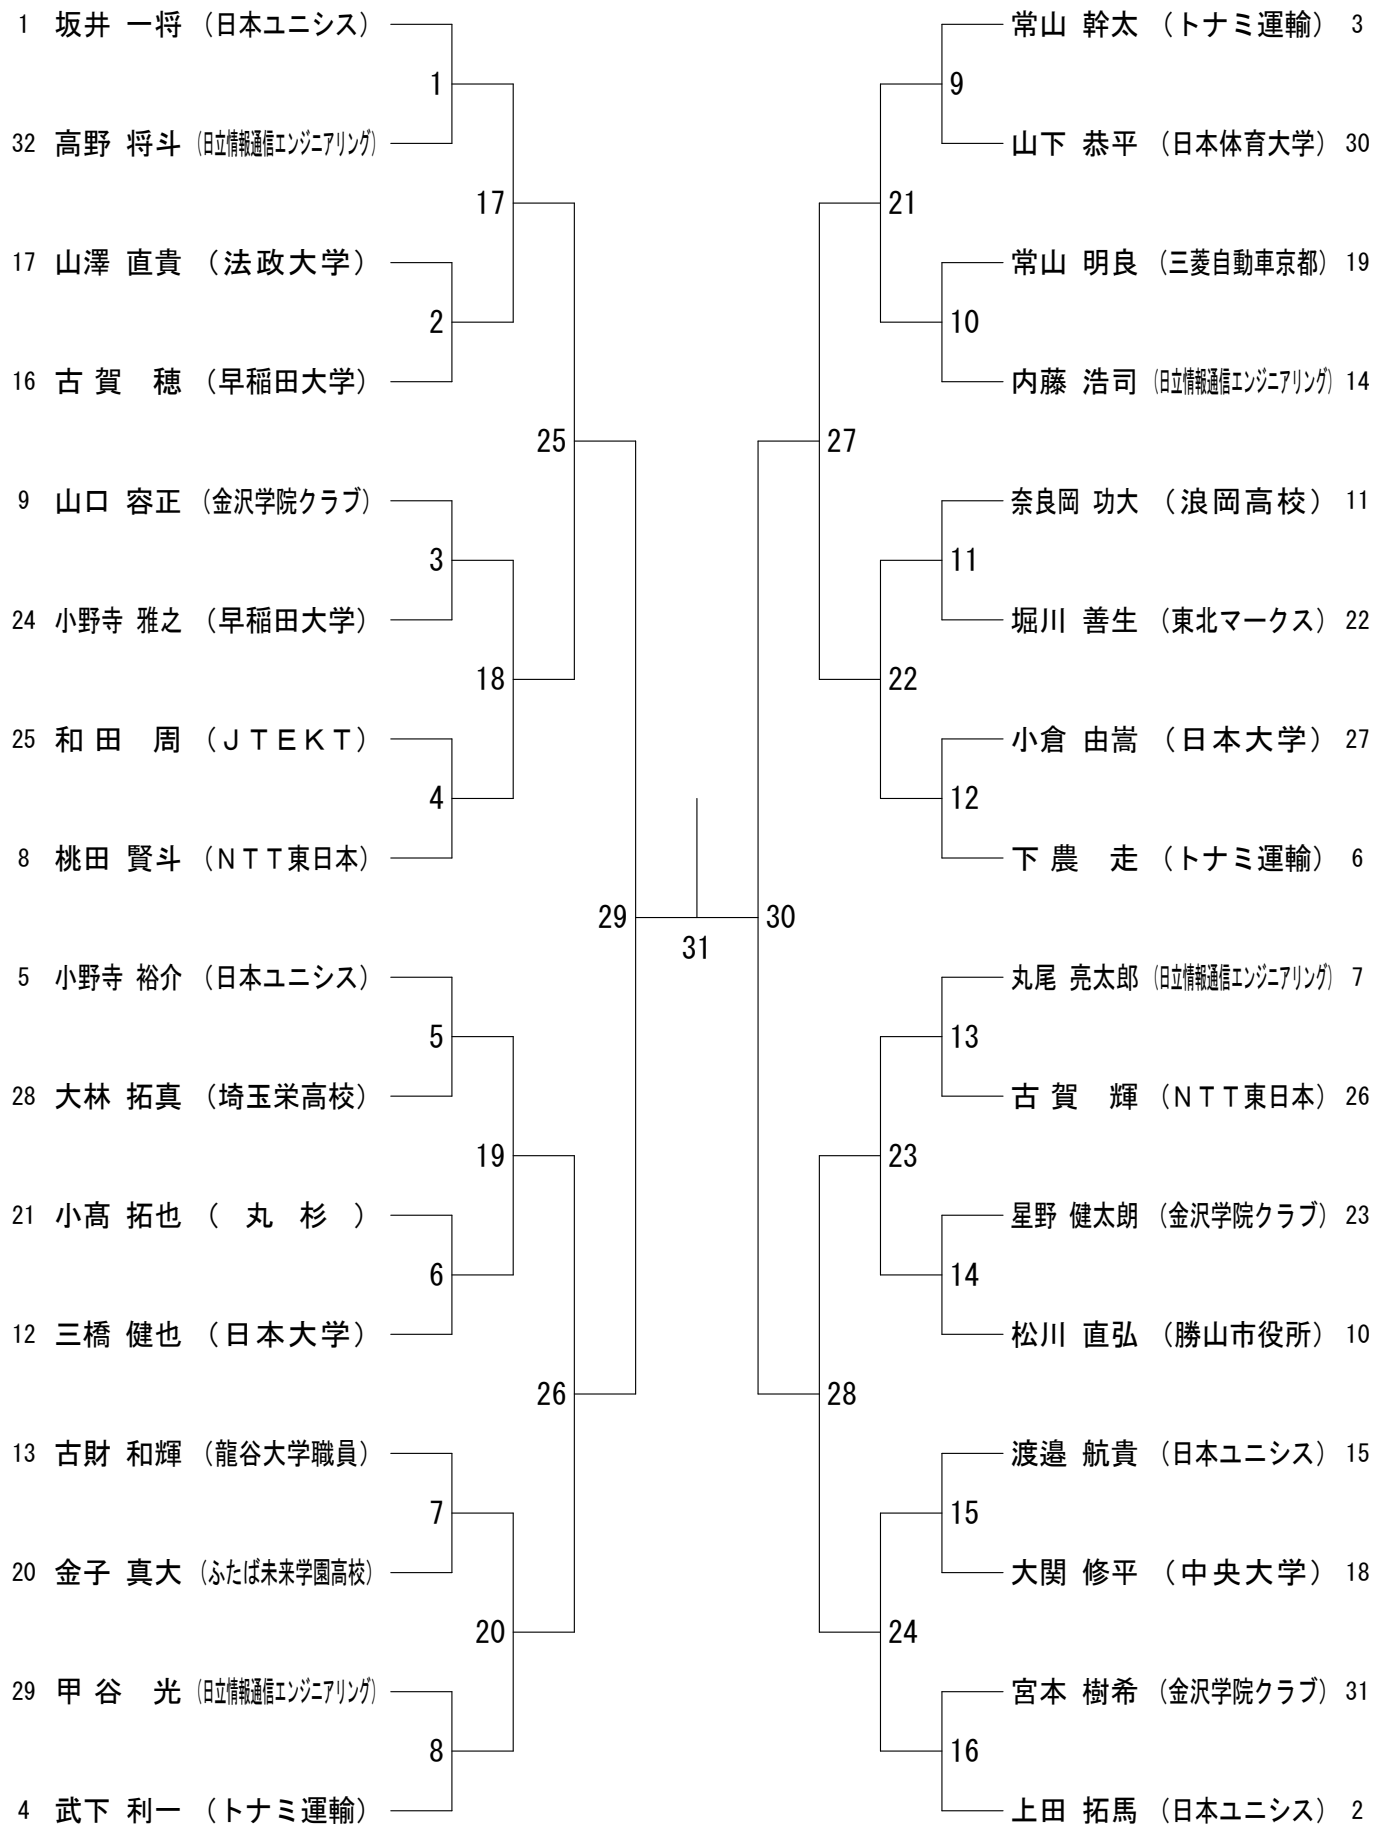 1 坂井 一将 (日本ユニシス)
1
32 高野 将斗 (日立情報通信エンジニアリング)
17
17 山澤 直貴 (法政大学)
2
16 古賀 穂 (早稲田大学)
25
9 山口 容正 (金沢学院クラブ)
3
24 小野寺 雅之 (早稲田大学)
18
25 和田 周 (JTEKT)
4
8 桃田 賢斗 (NTT東日本)
29
5 小野寺 裕介 (日本ユニシス)
5
28 大林 拓真 (埼玉栄高校)
19
21 小髙 拓也 (丸杉)
6
12 三橋 健也 (日本大学)
26
13 古財 和輝 (龍谷大学職員)
7
20 金子 真大 (ふたば未来学園高校)
20
29 甲谷 光 (日立情報通信エンジニアリング)
8
4 武下 利一 (トナミ運輸)
31
常山 幹太 (トナミ運輸) 3
9
山下 恭平 (日本体育大学) 30
21
常山 明良 (三菱自動車京都) 19
10
内藤 浩司 (日立情報通信エンジニアリング) 14
27
奈良岡 功大 (浪岡高校) 11
11
堀川 善生 (東北マークス) 22
22
小倉 由嵩 (日本大学) 27
12
下農 走 (トナミ運輸) 6
30
丸尾 亮太郎 (日立情報通信エンジニアリング) 7
13
古賀 輝 (NTT東日本) 26
23
星野 健太朗 (金沢学院クラブ) 23
14
松川 直弘 (勝山市役所) 10
28
渡邉 航貴 (日本ユニシス) 15
15
大関 修平 (中央大学) 18
24
宮本 樹希 (金沢学院クラブ) 31
16
上田 拓馬 (日本ユニシス) 2